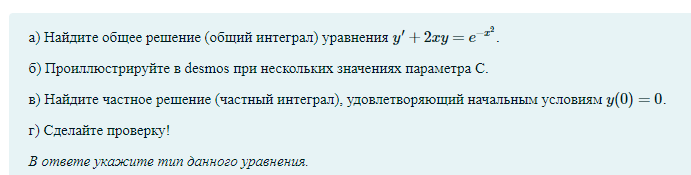 а) Найдите общее решение (общий интеграл) уравнения y′ + 2xy = e^{−x²}.
б) Проиллюстрируйте в desmos при нескольких значениях параметра С.
в) Найдите частное решение (частный интеграл), удовлетворяющий начальным условиям y(0) = 0.
г) Сделайте проверку!
В ответе укажите тип данного уравнения.